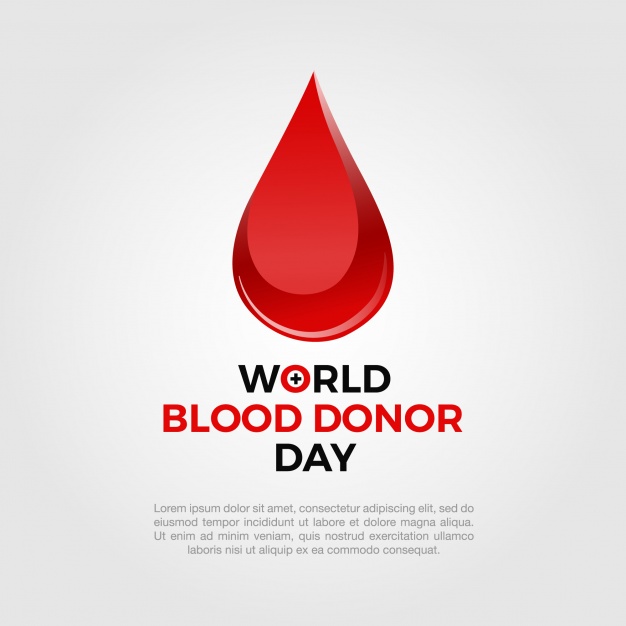 WORLD
BLOOD DONOR
DAY
Lorem ipsum dolor sit amet, consectetur adipiscing elit, sed do
eiusmod tempor incididunt ut labore et dolore magna aliqua.
Ut wisi enim ad minim veniam, quis nostrud exercitation ullamco
laboris nisi ut aliquip ex ea commodo consequat.